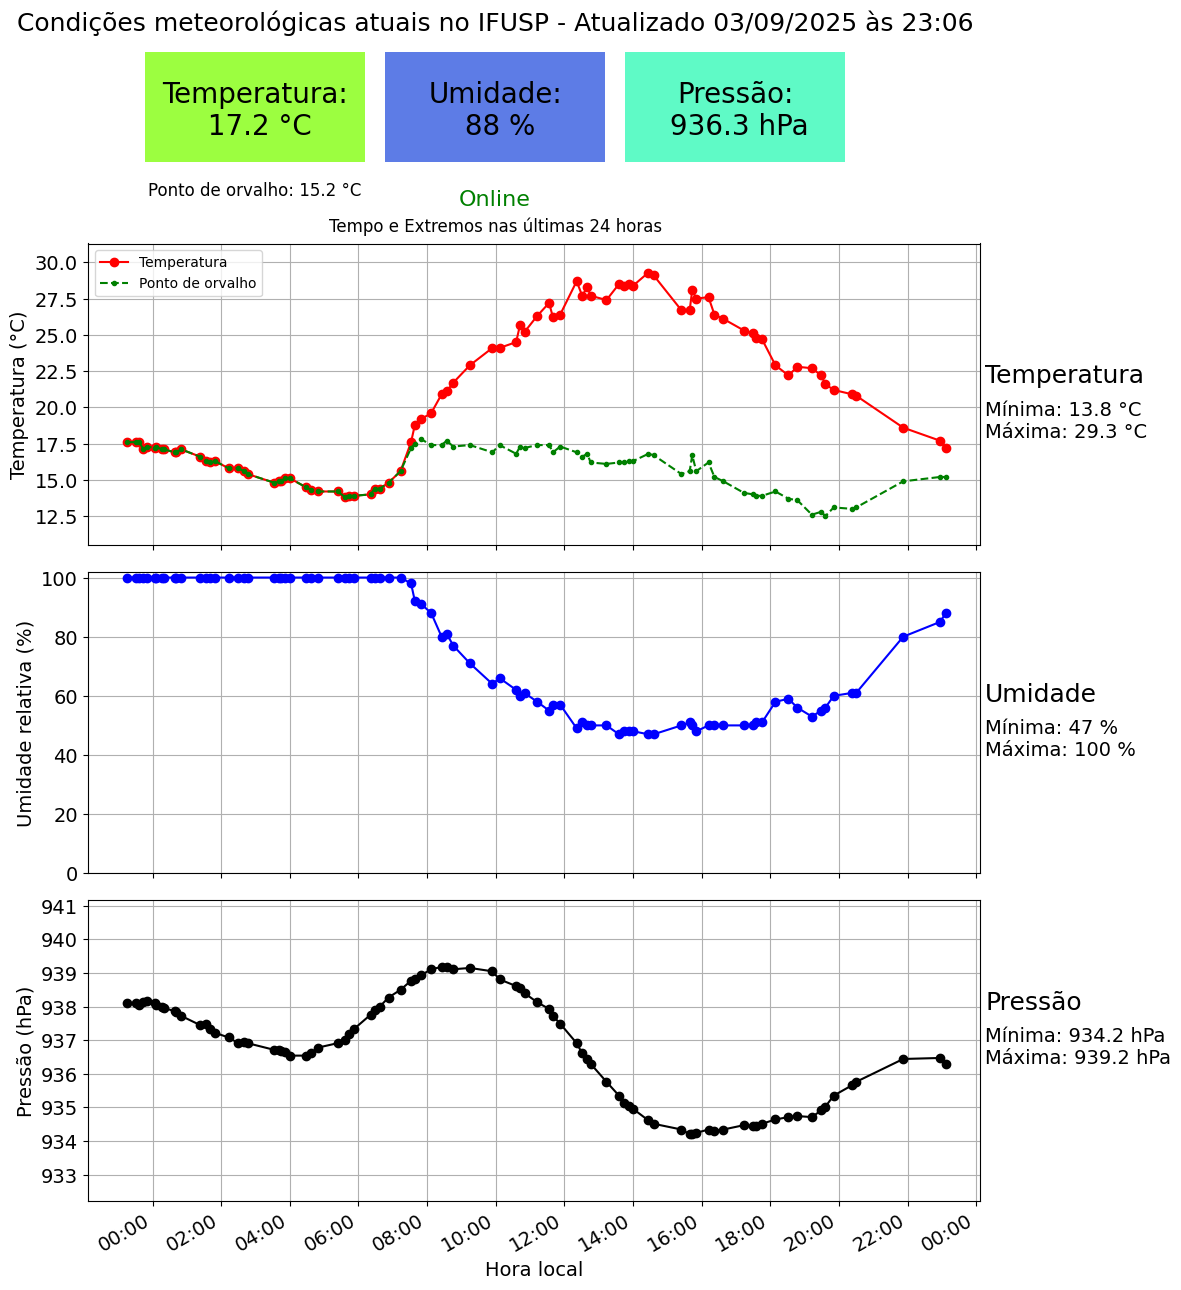 Condições meteorológicas atuais no IFUSP - Atualizado 03/09/2025 às 23:06
Temperatura:
17.2 °C
Umidade:
88 %
Pressão:
936.3 hPa
Ponto de orvalho: 15.2 °C
Online
Tempo e Extremos nas últimas 24 horas
Temperatura
Ponto de orvalho
Temperatura (°C)
30.0
27.5
25.0
22.5
20.0
17.5
15.0
12.5
Temperatura
Mínima: 13.8 °C
Máxima: 29.3 °C
Umidade relativa (%)
100
80
60
40
20
0
Umidade
Mínima: 47 %
Máxima: 100 %
Pressão (hPa)
941
940
939
938
937
936
935
934
933
Pressão
Mínima: 934.2 hPa
Máxima: 939.2 hPa
00:00 02:00 04:00 06:00 08:00 10:00 12:00 14:00 16:00 18:00 20:00 22:00 00:00
Hora local